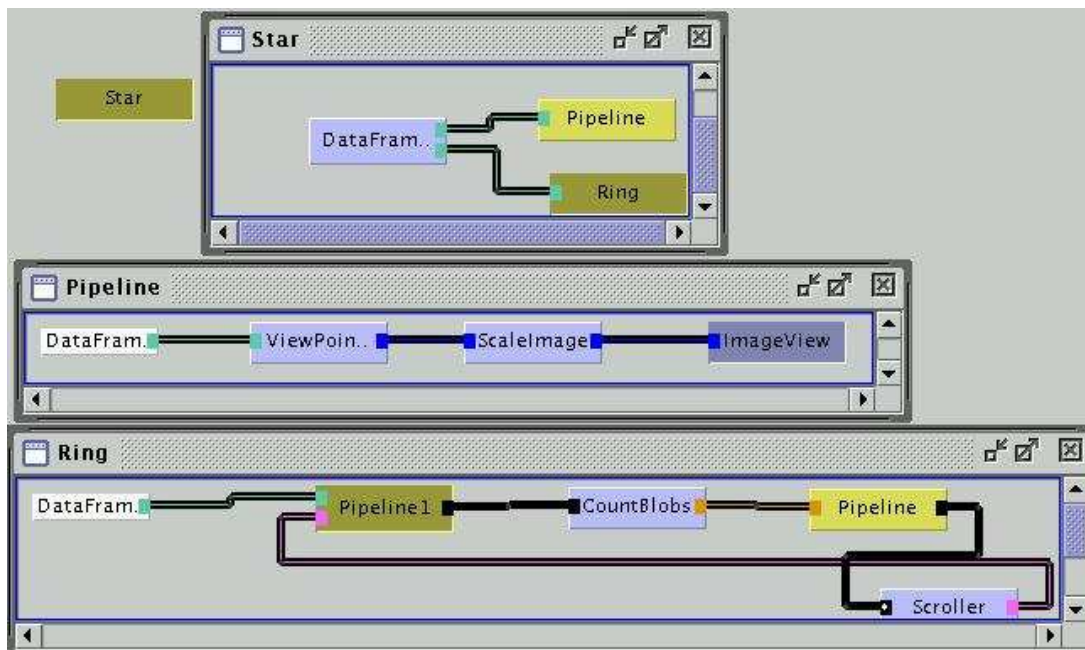 Star
Star
DataFram..
Pipeline
Ring
Pipeline
DataFram.
ViewPoin..
ScaleImage
ImageView
Ring
DataFram.
Pipeline1
CountBlobs
Pipeline
Scroller